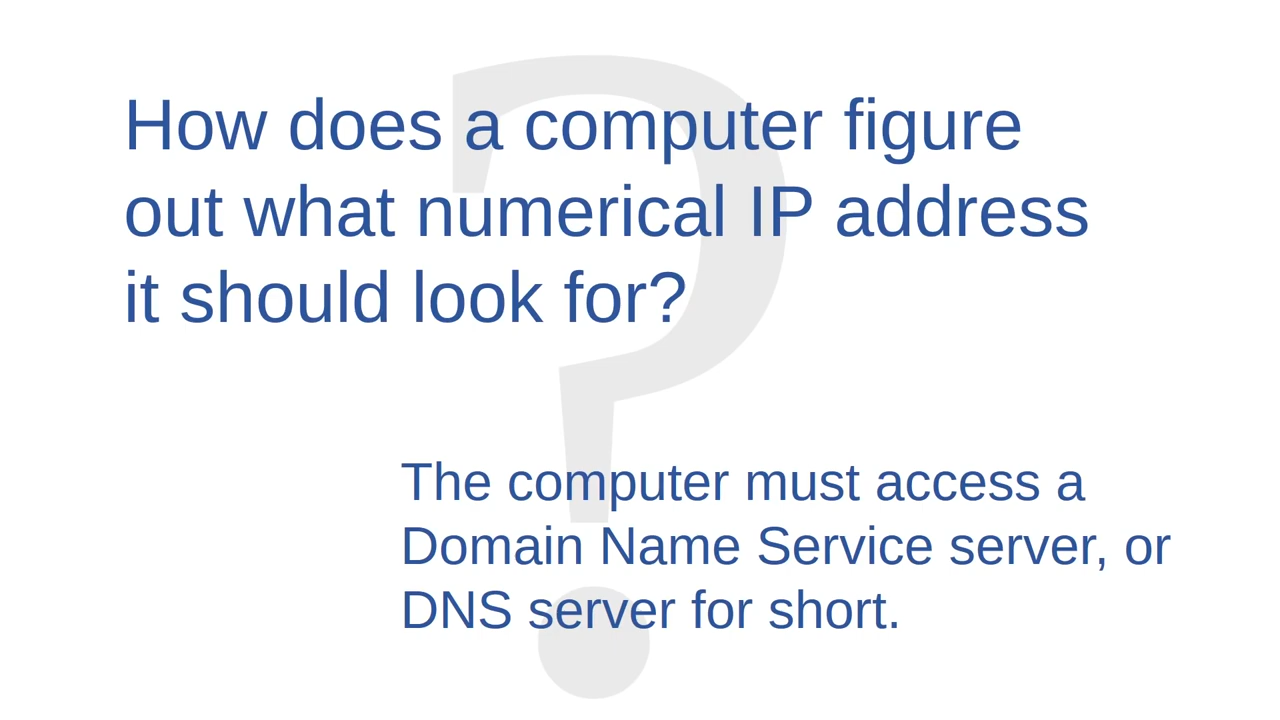 How does a computer figure
out what numerical IP address
it should look for?
The computer must access a
Domain Name Service server, or
DNS server for short.